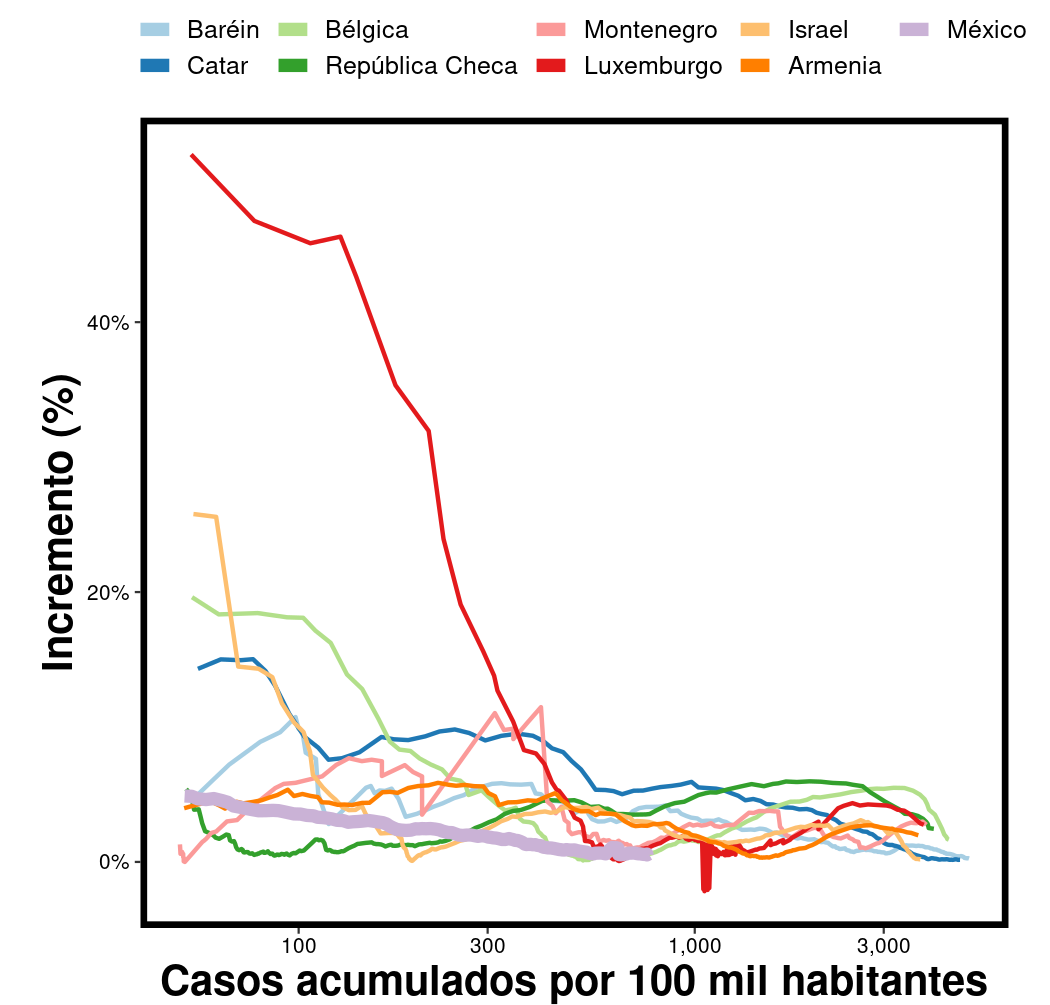 Baréin Bélgica Montenegro Israel México
Catar República Checa Luxemburgo Armenia
40%
20%
0%
Incremento (%)
100 300 1,000 3,000
Casos acumulados por 100 mil habitantes